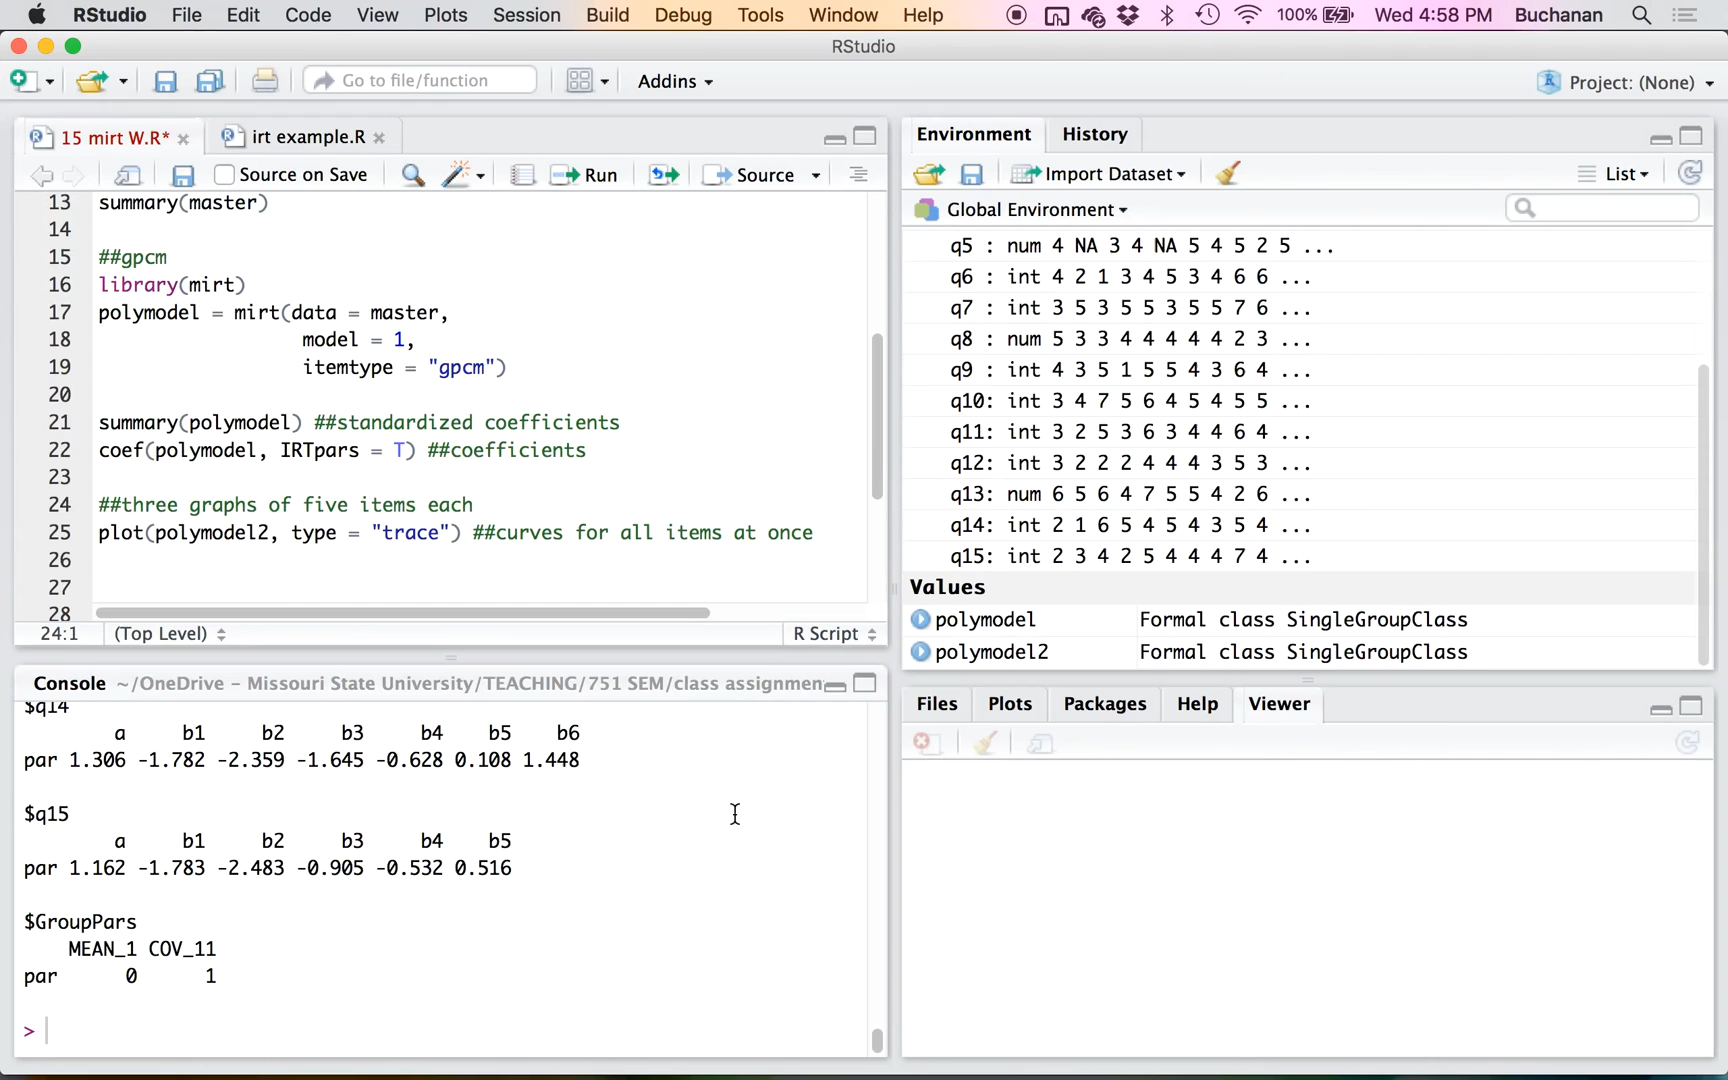 RStudio File Edit Code View Plots Session Build Debug Tools Window Help 100% Wed 4:58 PM Buchanan
RStudio
Go to file/function Addins Project: (None)
15 mirt W.R* irt example.R
Source on Save Run Source
13 summary(master)
14
15 ##gpcm
16 library(mirt)
17 polymodel = mirt(data = master,
18 model = 1,
19 itemtype = "gpcm")
20
21 summary(polymodel) ##standardized coefficients
22 coef(polymodel, IRTpars = T) ##coefficients
23
24 ##three graphs of five items each
25 plot(polymodel2, type = "trace") ##curves for all items at once
26
27
28
24:1 (Top Level) R Script
Console ~/OneDrive - Missouri State University/TEACHING/751 SEM/class assignmen
$q14
a b1 b2 b3 b4 b5 b6
par 1.306 -1.782 -2.359 -1.645 -0.628 0.108 1.448
$q15
a b1 b2 b3 b4 b5
par 1.162 -1.783 -2.483 -0.905 -0.532 0.516
$GroupPars
MEAN_1 COV_11
par 0 1
>
Environment History
Import Dataset List
Global Environment
q5 : num 4 NA 3 4 NA 5 4 5 2 5 ...
q6 : int 4 2 1 3 4 5 3 4 6 6 ...
q7 : int 3 5 3 5 5 3 5 5 7 6 ...
q8 : num 5 3 3 4 4 4 4 4 2 3 ...
q9 : int 4 3 5 1 5 5 4 3 6 4 ...
q10: int 3 4 7 5 6 4 5 4 5 5 ...
q11: int 3 2 5 3 6 3 4 4 6 4 ...
q12: int 3 2 2 2 4 4 4 3 5 3 ...
q13: num 6 5 6 4 7 5 5 4 2 6 ...
q14: int 2 1 6 5 4 5 4 3 5 4 ...
q15: int 2 3 4 2 5 4 4 4 7 4 ...
Values
polymodel Formal class SingleGroupClass
polymodel2 Formal class SingleGroupClass
Files Plots Packages Help Viewer